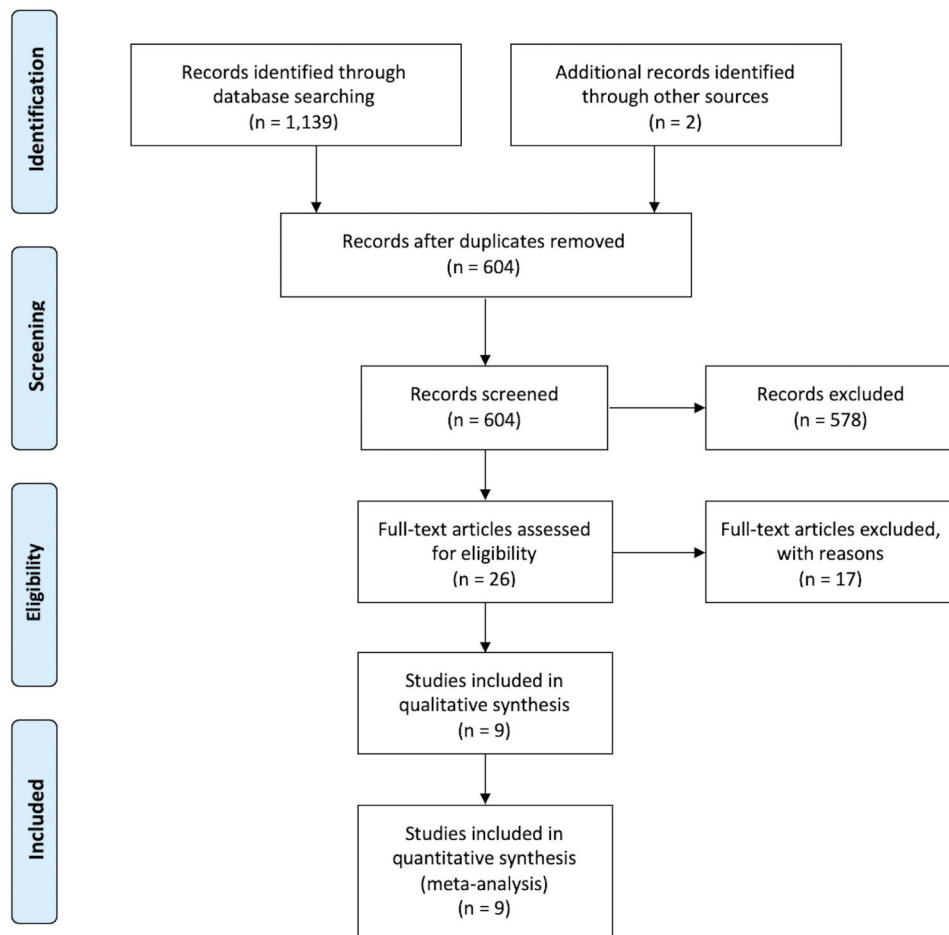 Identification
Records identified through
database searching
(n = 1,139)
Additional records identified
through other sources
(n = 2)
Records after duplicates removed
(n = 604)
Screening
Records screened
(n = 604)
Records excluded
(n = 578)
Eligibility
Full-text articles assessed
for eligibility
(n = 26)
Full-text articles excluded,
with reasons
(n = 17)
Studies included in
qualitative synthesis
(n = 9)
Included
Studies included in
quantitative synthesis
(meta-analysis)
(n = 9)